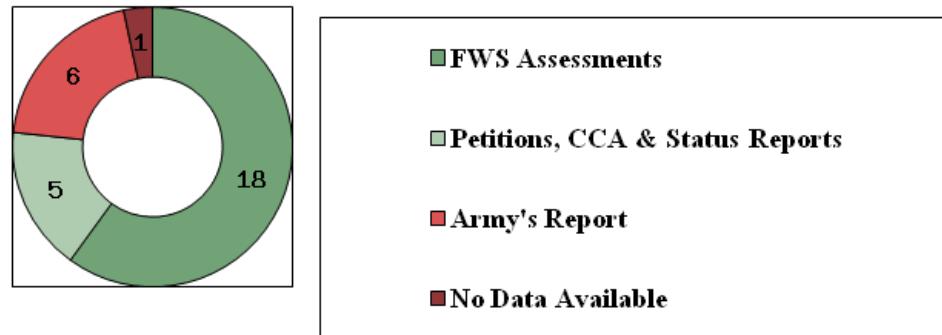 1
6
5
18
FWS Assessments
Petitions, CCA & Status Reports
Army's Report
No Data Available